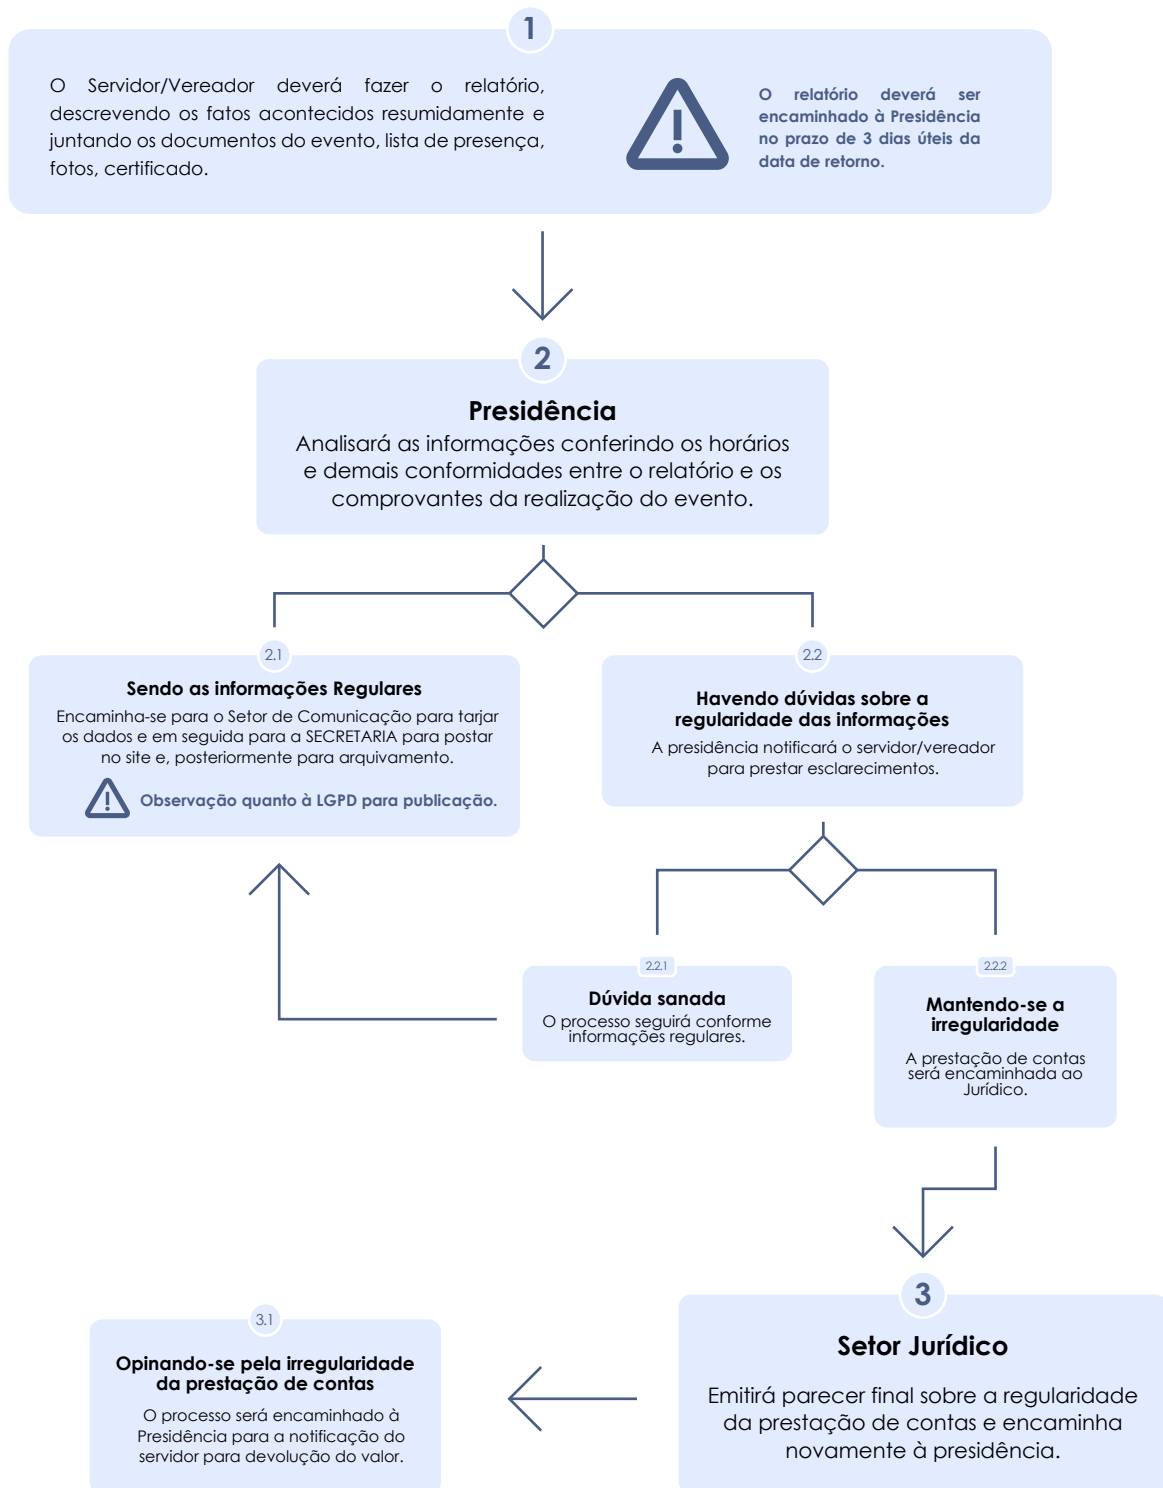 1
O Servidor/Vereador deverá fazer o relatório,
descrevendo os fatos acontecidos resumidamente e
juntando os documentos do evento, lista de presença,
fotos, certificado.
O relatório deverá ser
encaminhado à Presidência
no prazo de 3 dias úteis da
data de retorno.
2
Presidência
Analisará as informações conferindo os horários
e demais conformidades entre o relatório e os
comprovantes da realização do evento.
2.1
Sendo as informações Regulares
Encaminha-se para o Setor de Comunicação para tarjar
os dados e em seguida para a SECRETARIA para postar
no site e, posteriormente para arquivamento.
Observação quanto à LGPD para publicação.
2.2
Havendo dúvidas sobre a
regularidade das informações
A presidência notificará o servidor/vereador
para prestar esclarecimentos.
2.2.1
Dúvida sanada
O processo seguirá conforme
informações regulares.
2.2.2
Mantendo-se a
irregularidade
A prestação de contas
será encaminhada ao
Jurídico.
3
Setor Jurídico
Emitirá parecer final sobre a regularidade
da prestação de contas e encaminha
novamente à presidência.
3.1
Opinando-se pela irregularidade
da prestação de contas
O processo será encaminhado à
Presidência para a notificação do
servidor para devolução do valor.